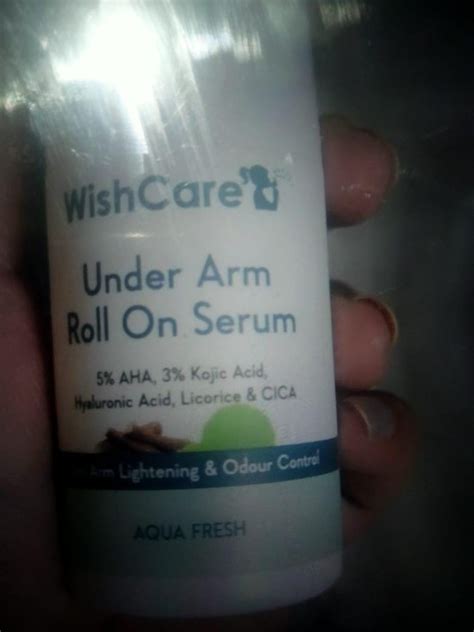 WishCare
Under Arm
Roll On Serum
5% AHA, 3% Kojic Acid,
Hyaluronic Acid, Licorice & CICA
Arm Lightening & Odour Control
AQUA FRESH